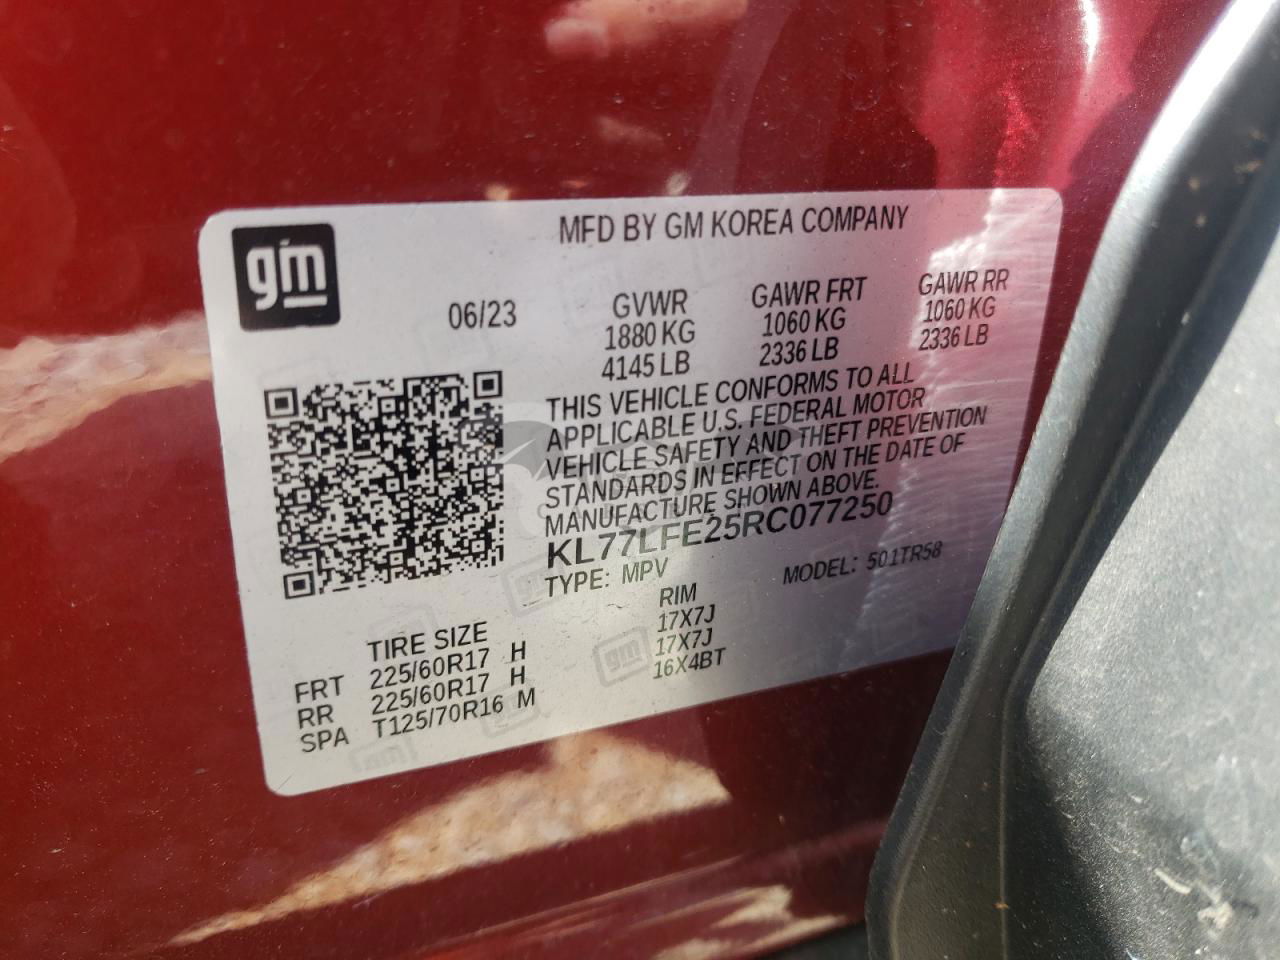 gm
MFD BY GM KOREA COMPANY
06/23
GVWR GAWR FRT GAWR RR
1880 KG 1060 KG 1060 KG
4145 LB 2336 LB 2336 LB
THIS VEHICLE CONFORMS TO ALL
APPLICABLE U.S. FEDERAL MOTOR
VEHICLE SAFETY AND THEFT PREVENTION
STANDARDS IN EFFECT ON THE DATE OF
MANUFACTURE SHOWN ABOVE.
KL77LFE25RC077250
TYPE: MPV MODEL: 501TR58
TIRE SIZE RIM
FRT 225/60R17 H 17X7J
RR 225/60R17 H 17X7J
SPA T125/70R16 M 16X4BT
gm